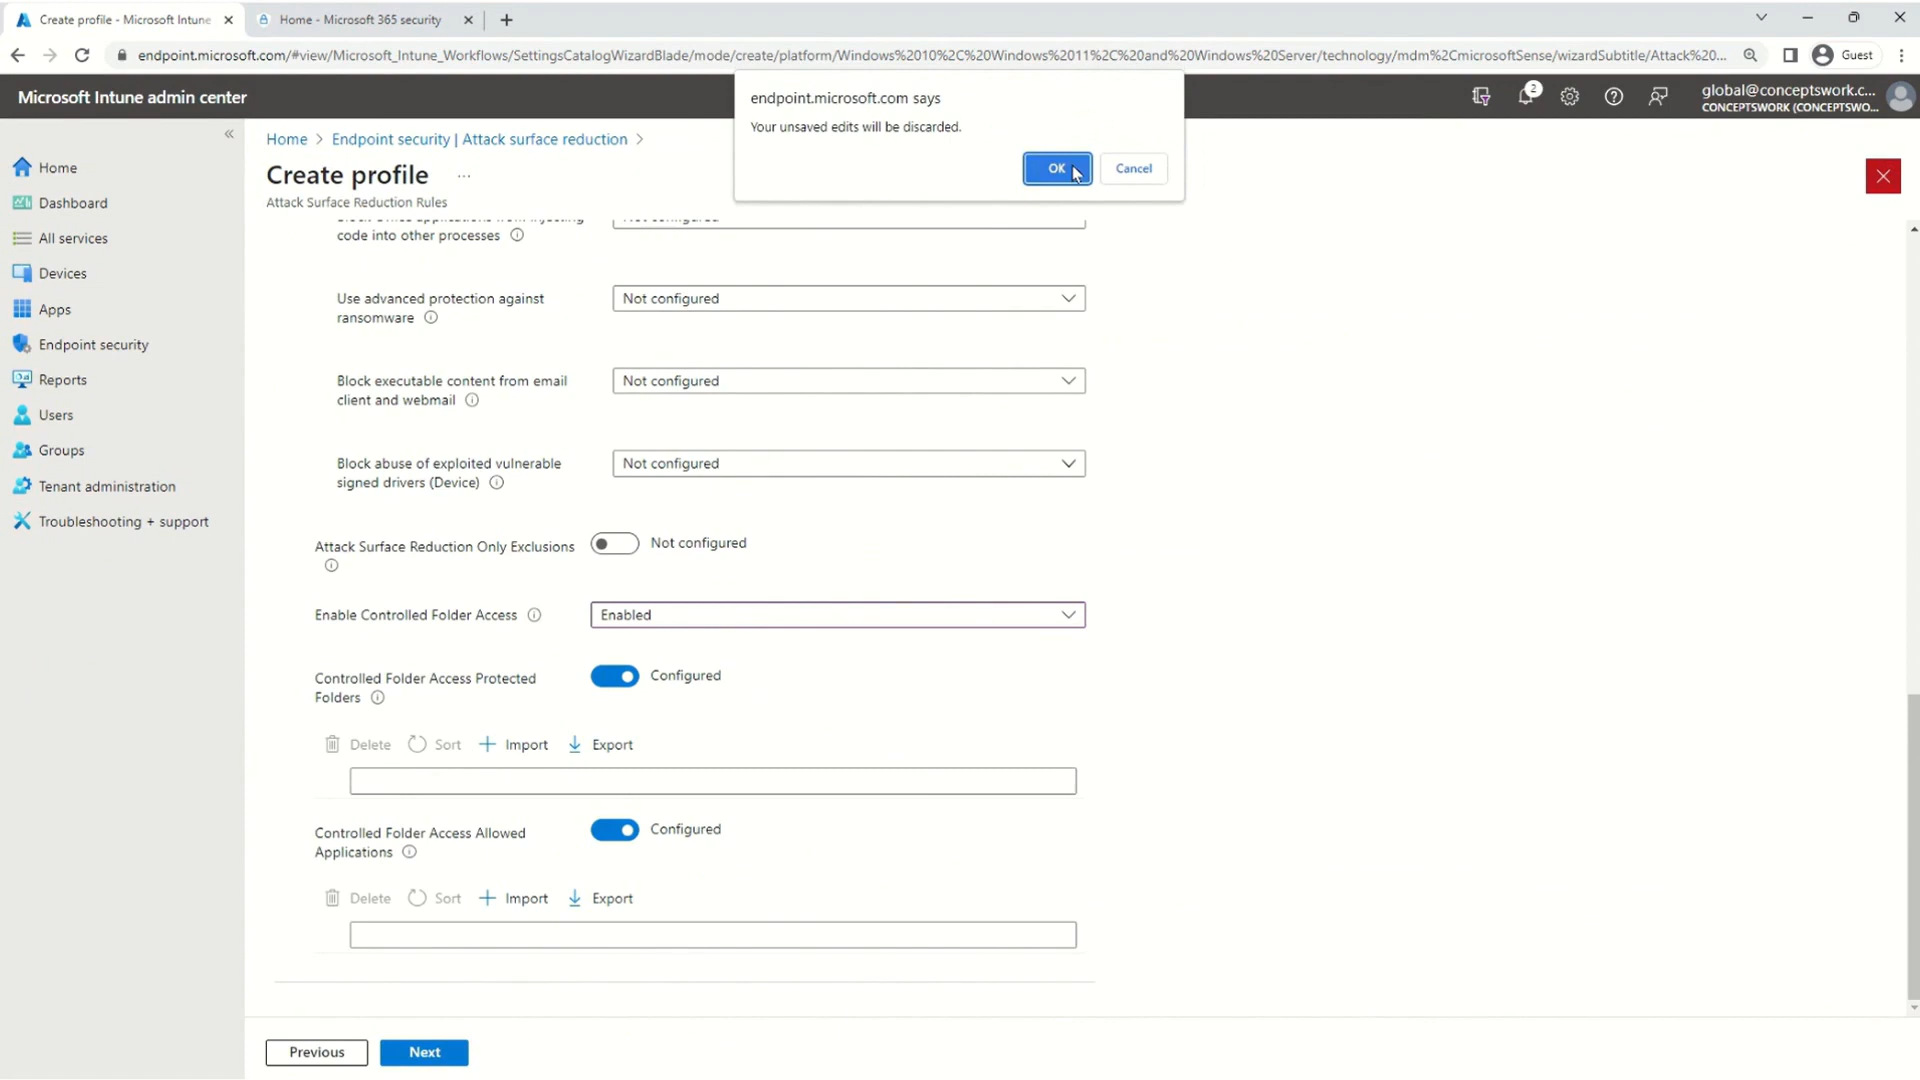 Create profile - Microsoft Intune
Home - Microsoft 365 security
endpoint.microsoft.com/#view/Microsoft_Intune_Workflows/SettingsCatalogWizardBlade/mode/create/platform/Windows%2010%2C%20Windows%2011%2C%20and%20Windows%20Server/technology/mdm%2CmicrosoftSense/wizardSubtitle/Attack%20...
Guest
Microsoft Intune admin center
2
global@conceptswork.c...
CONCEPTSWORK (CONCEPTSWO...
endpoint.microsoft.com says
Your unsaved edits will be discarded.
OK
Cancel
Home
Dashboard
All services
Devices
Apps
Endpoint security
Reports
Users
Groups
Tenant administration
Troubleshooting + support
Home > Endpoint security | Attack surface reduction >
Create profile ...
Attack Surface Reduction Rules
Block Office applications from injecting
code into other processes
Not configured
Use advanced protection against
ransomware
Not configured
Block executable content from email
client and webmail
Not configured
Block abuse of exploited vulnerable
signed drivers (Device)
Not configured
Attack Surface Reduction Only Exclusions
Not configured
Enable Controlled Folder Access
Enabled
Controlled Folder Access Protected
Folders
Configured
Delete Sort Import Export
Controlled Folder Access Allowed
Applications
Configured
Delete Sort Import Export
Previous
Next